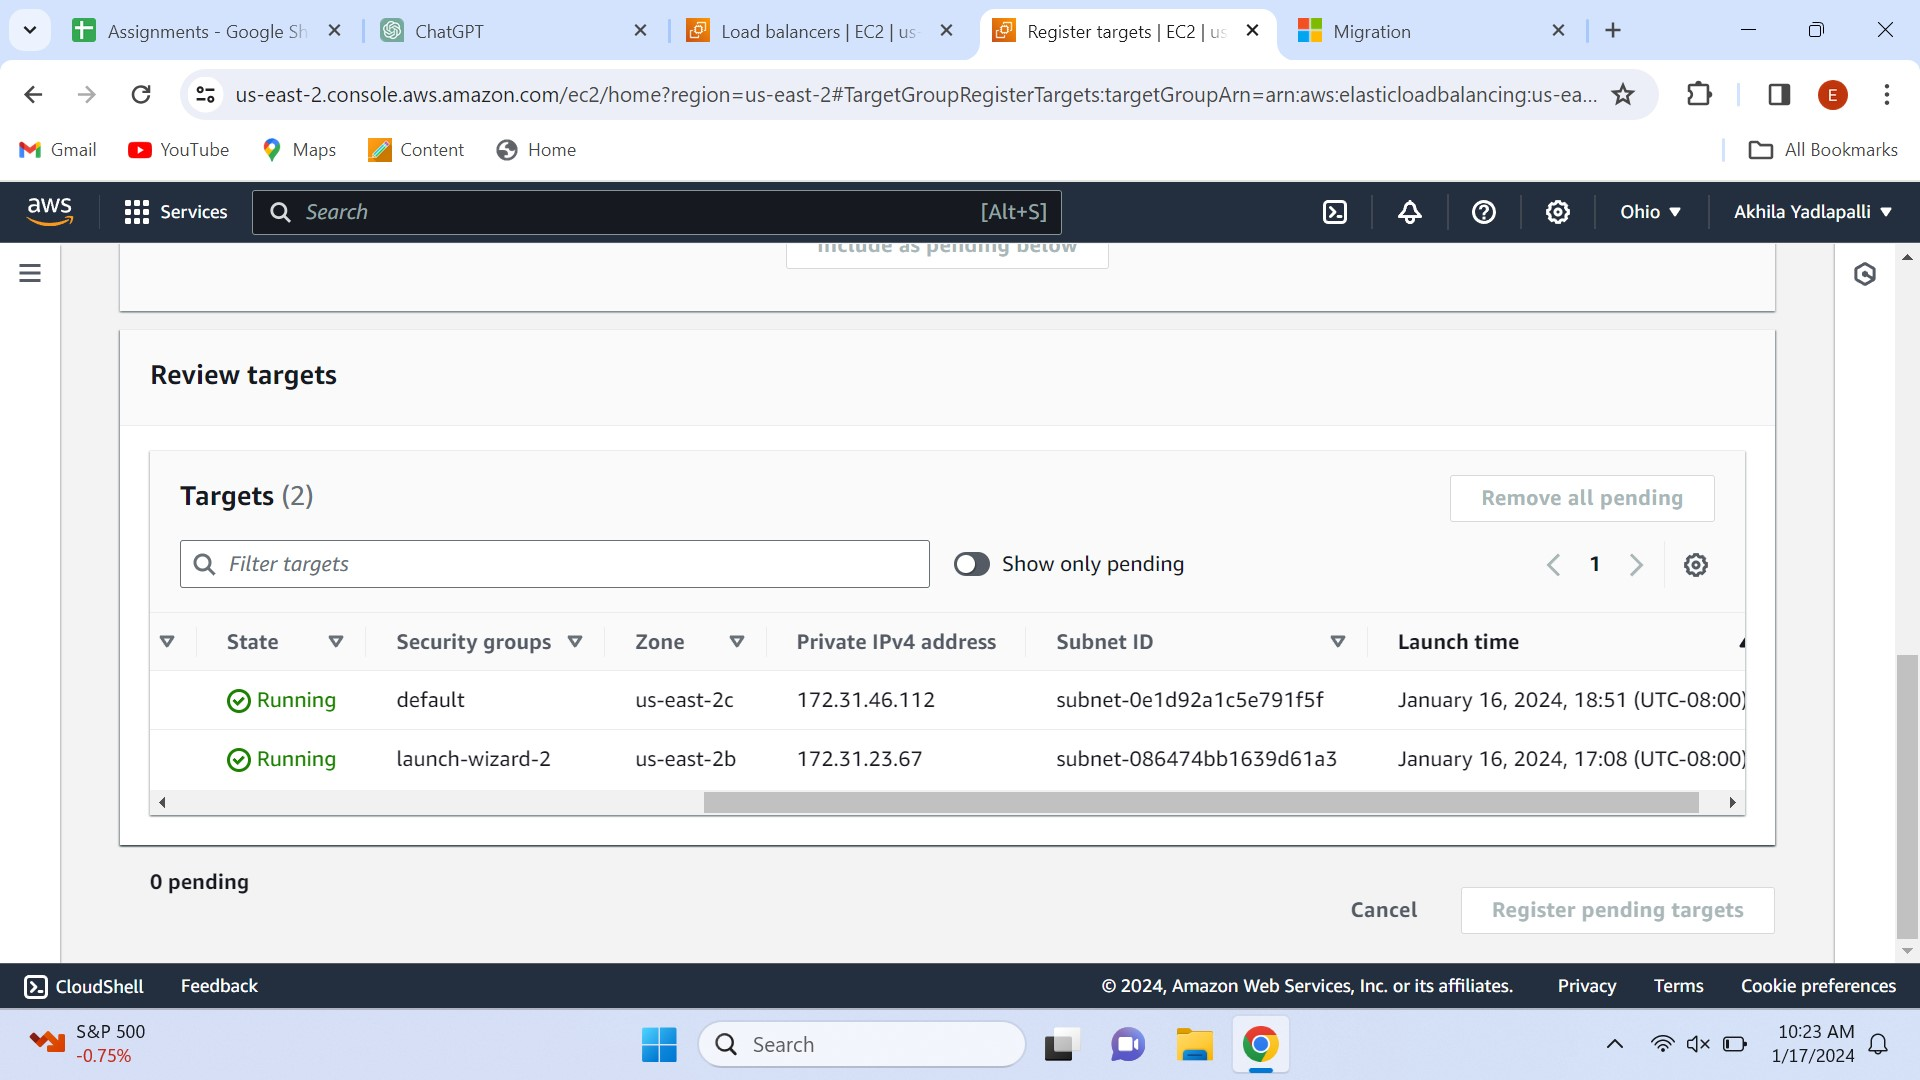 Assignments - Google Sh
ChatGPT
Load balancers | EC2 | us-
Register targets | EC2 | us
Migration
us-east-2.console.aws.amazon.com/ec2/home?region=us-east-2#TargetGroupRegisterTargets:targetGroupArn=arn:aws:elasticloadbalancing:us-ea...
E
Gmail
YouTube
Maps
Content
Home
All Bookmarks
aws
Services
Search
[Alt+S]
Ohio
Akhila Yadlapalli
Include as pending below
Review targets
Targets (2)
Remove all pending
Filter targets
Show only pending
1
State Security groups Zone Private IPv4 address Subnet ID Launch time
Running default us-east-2c 172.31.46.112 subnet-0e1d92a1c5e791f5f January 16, 2024, 18:51 (UTC-08:00)
Running launch-wizard-2 us-east-2b 172.31.23.67 subnet-086474bb1639d61a3 January 16, 2024, 17:08 (UTC-08:00)
0 pending
Cancel
Register pending targets
CloudShell
Feedback
© 2024, Amazon Web Services, Inc. or its affiliates.
Privacy
Terms
Cookie preferences
S&P 500
-0.75%
Search
10:23 AM
1/17/2024